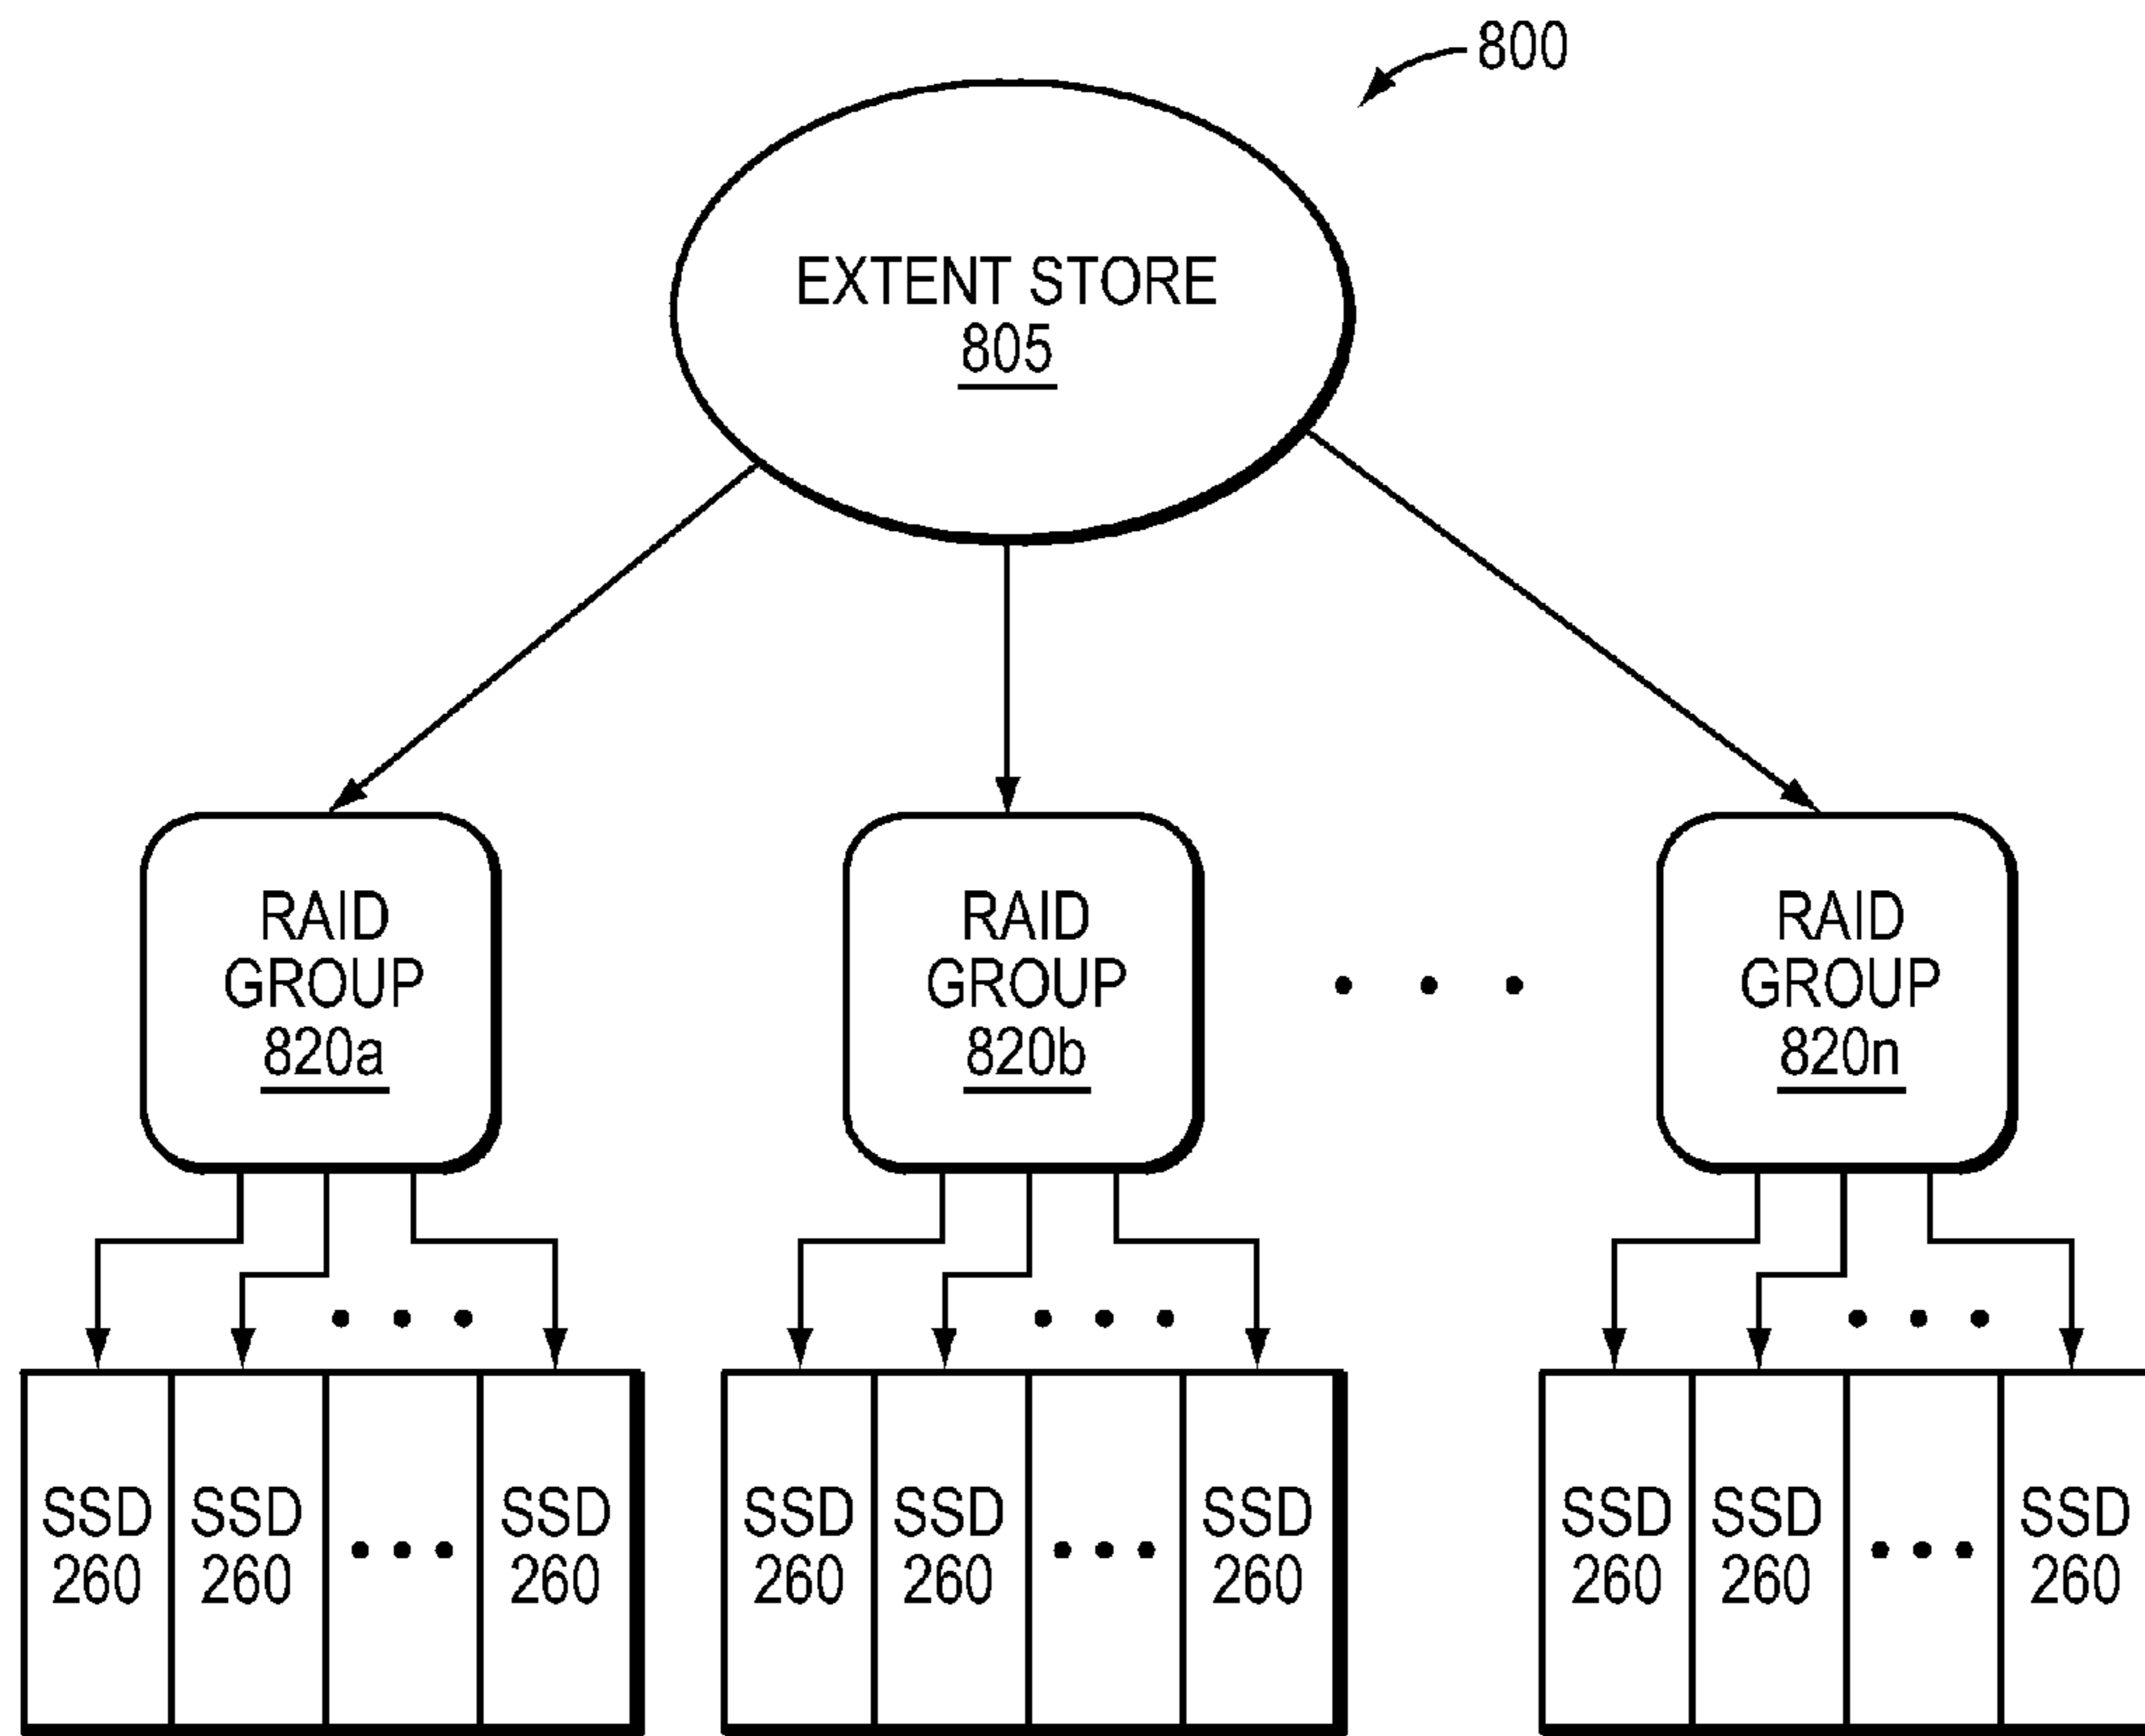 800
EXTENT STORE
805
RAID
GROUP
820a
RAID
GROUP
820b
• • •
RAID
GROUP
820n
• • •
• • •
• • •
SSD
260
SSD
260
•••
SSD
260
SSD
260
SSD
260
•••
SSD
260
SSD
260
SSD
260
•••
SSD
260